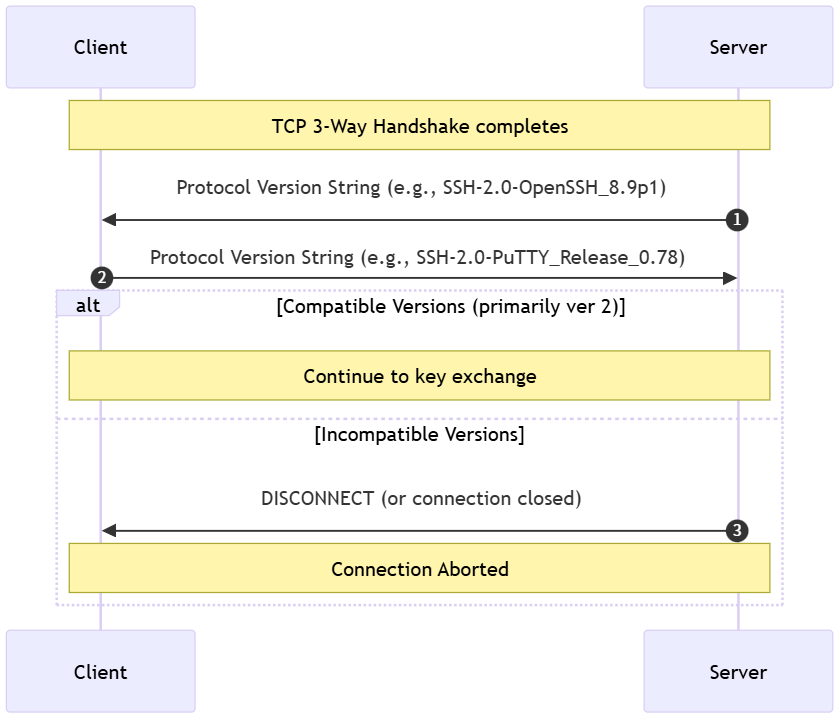 Client
Server
TCP 3-Way Handshake completes
Protocol Version String (e.g., SSH-2.0-OpenSSH_8.9p1)
1
Protocol Version String (e.g., SSH-2.0-PuTTY_Release_0.78)
2
alt
[Compatible Versions (primarily ver 2)]
Continue to key exchange
[Incompatible Versions]
DISCONNECT (or connection closed)
3
Connection Aborted
Client
Server